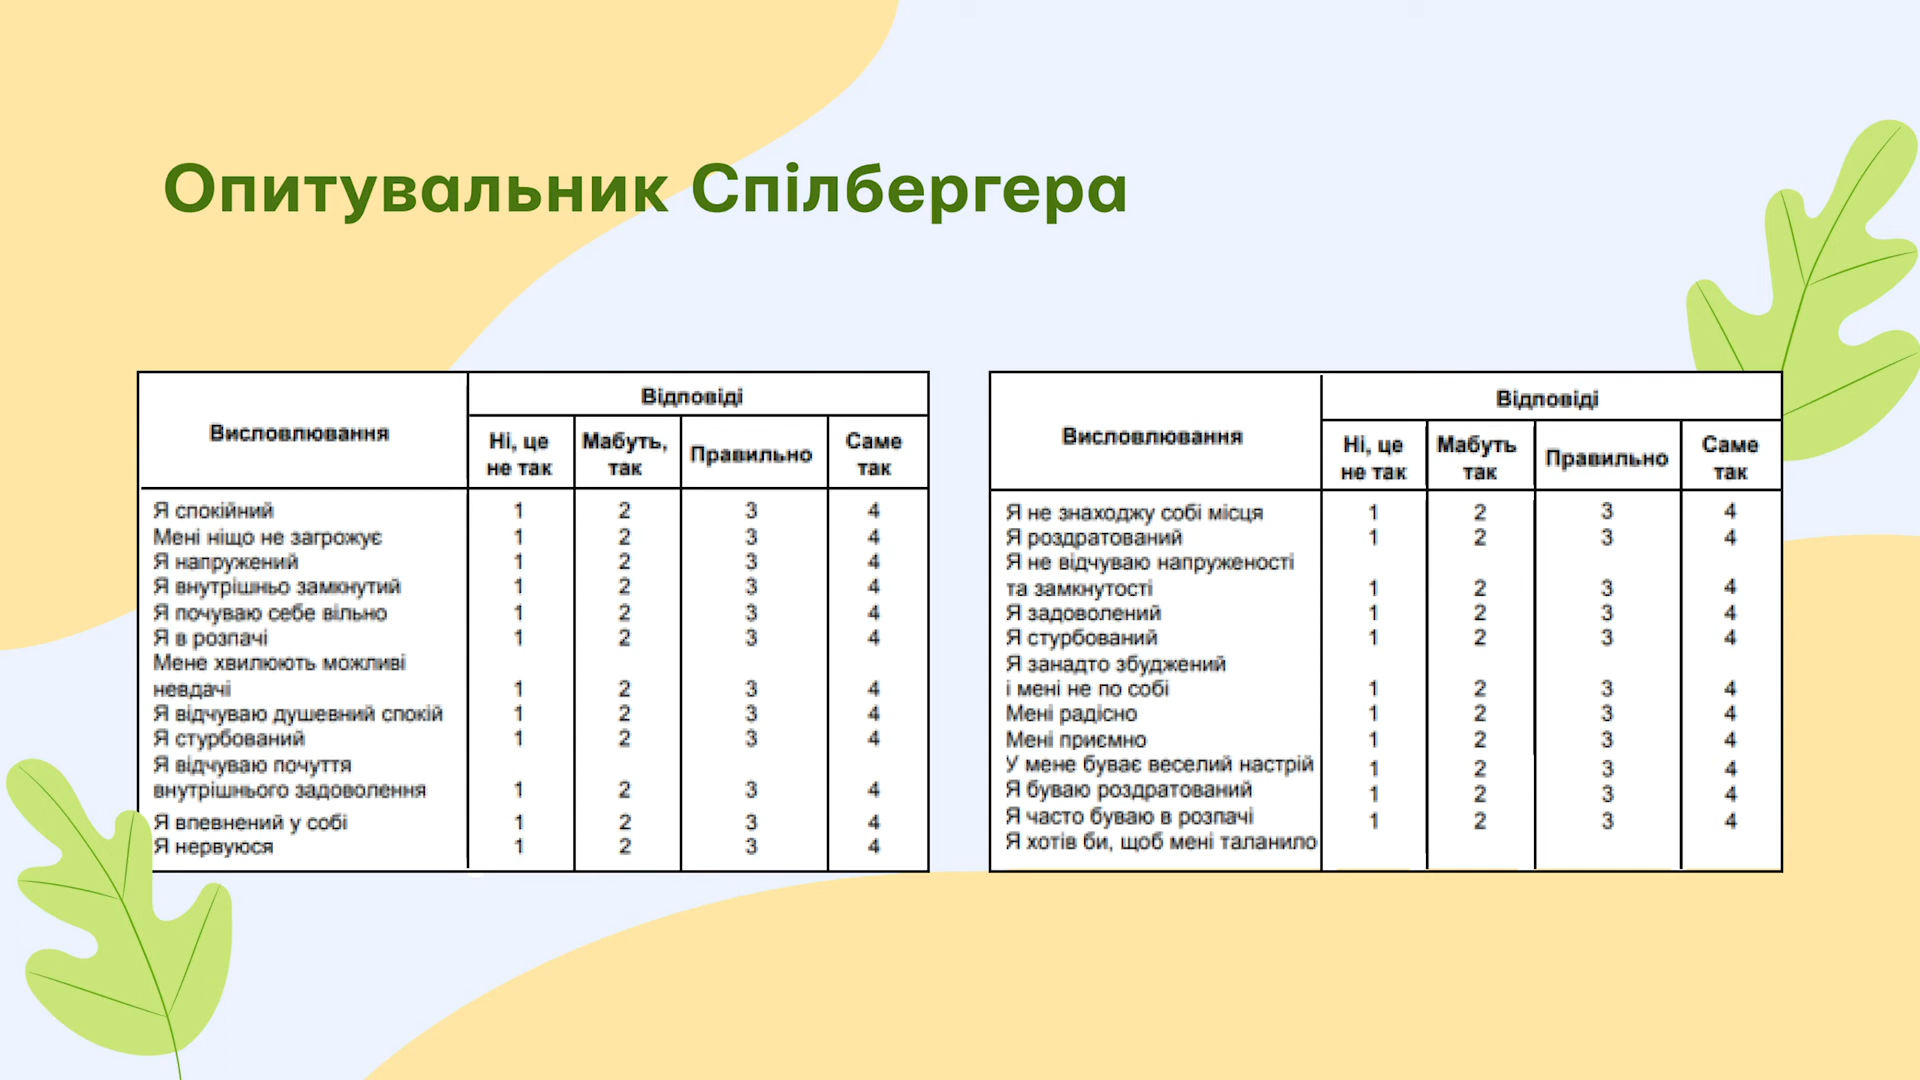 Опитувальник Спілбергера
Висловлювання
Відповіді
Ні, це
не так
Мабуть,
так
Правильно
Саме
так
Я спокійний 1 2 3 4
Мені ніщо не загрожує 1 2 3 4
Я напружений 1 2 3 4
Я внутрішньо замкнутий 1 2 3 4
Я почуваю себе вільно 1 2 3 4
Я в розпачі 1 2 3 4
Мене хвилюють можливі
невдачі 1 2 3 4
Я відчуваю душевний спокій 1 2 3 4
Я стурбований 1 2 3 4
Я відчуваю почуття
внутрішнього задоволення 1 2 3 4
Я впевнений у собі 1 2 3 4
Я нервуюся 1 2 3 4
Висловлювання
Відповіді
Ні, це
не так
Мабуть
так
Правильно
Саме
так
Я не знаходжу собі місця 1 2 3 4
Я роздратований 1 2 3 4
Я не відчуваю напруженості
та замкнутості 1 2 3 4
Я задоволений 1 2 3 4
Я стурбований 1 2 3 4
Я занадто збуджений
і мені не по собі 1 2 3 4
Мені радісно 1 2 3 4
Мені приємно 1 2 3 4
У мене буває веселий настрій 1 2 3 4
Я буваю роздратований 1 2 3 4
Я часто буваю в розпачі 1 2 3 4
Я хотів би, щоб мені таланило